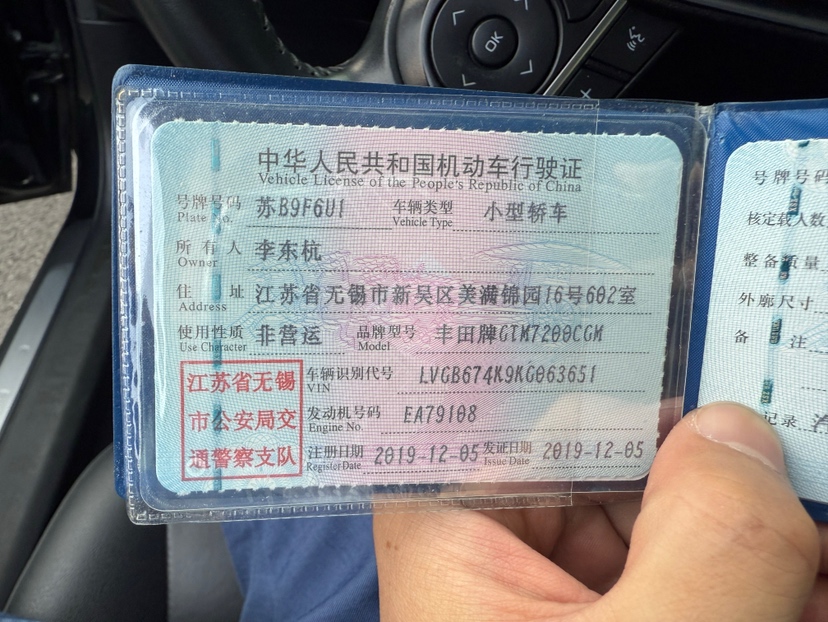 OK
中华人民共和国机动车行驶证
Vehicle License of the People's Republic of China
号牌号码 苏B9F6U1 车辆类型 小型轿车
Plate No. Vehicle Type
所有人 李东杭
Owner
住址 江苏省无锡市新吴区美满锦园16号602室
Address
使用性质 非营运 品牌型号 丰田牌GTM7200CGM
Use Character Model
江苏省无锡
市公安局交
通警察支队
车辆识别代号 LVGB674K9KG063651
VIN
发动机号码 EA79108
Engine No.
注册日期 2019-12-05 发证日期 2019-12-05
Register Date Issue Date
号牌号码
核定载人数
整备质量
外廓尺寸
备注
记录